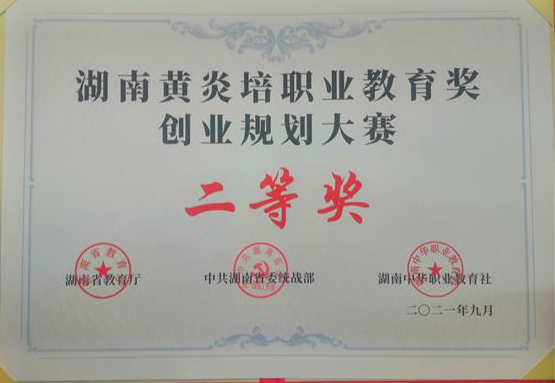 湖南黄炎培职业教育奖
创业规划大赛
二等奖
湖南省教育厅 中共湖南省委统战部 湖南中华职业教育社
二〇二一年九月